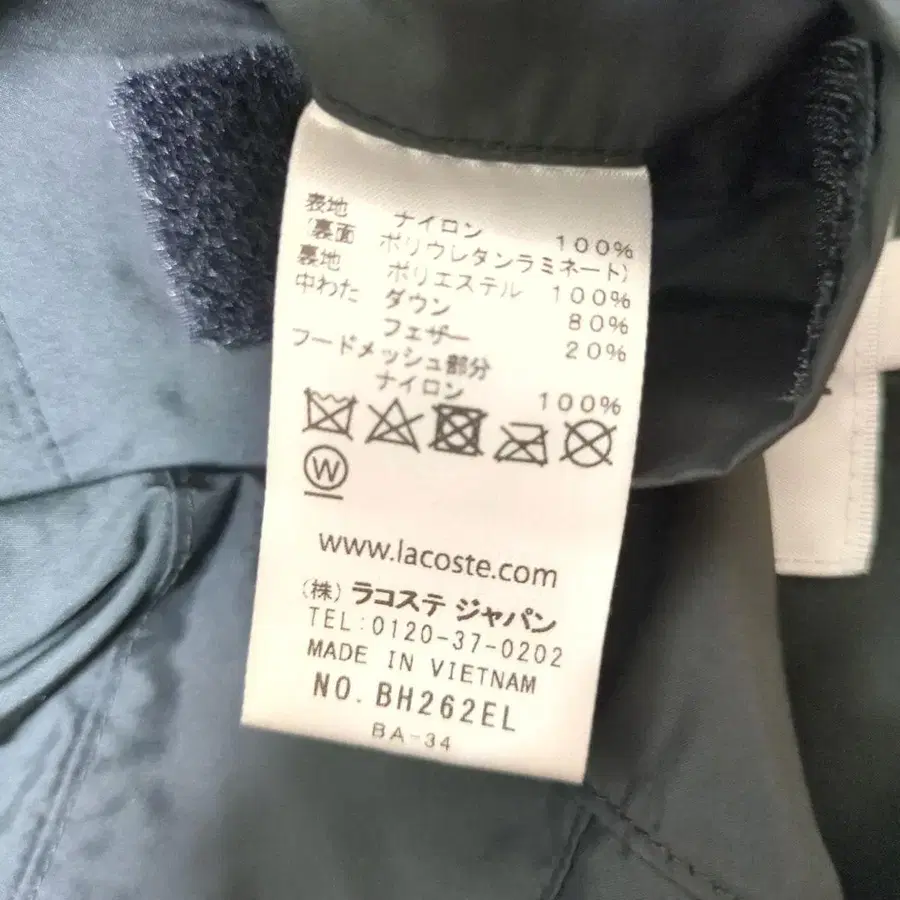 表地 ナイロン 100%
(裏面 ポリウレタンラミネート)
裏地 ポリエステル 100%
中わた ダウン 80%
フェザー 20%
フードメッシュ部分
ナイロン 100%
W
www.lacoste.com
(株) ラコステ ジャパン
TEL:0120-37-0202
MADE IN VIETNAM
NO. BH262EL
BA-34